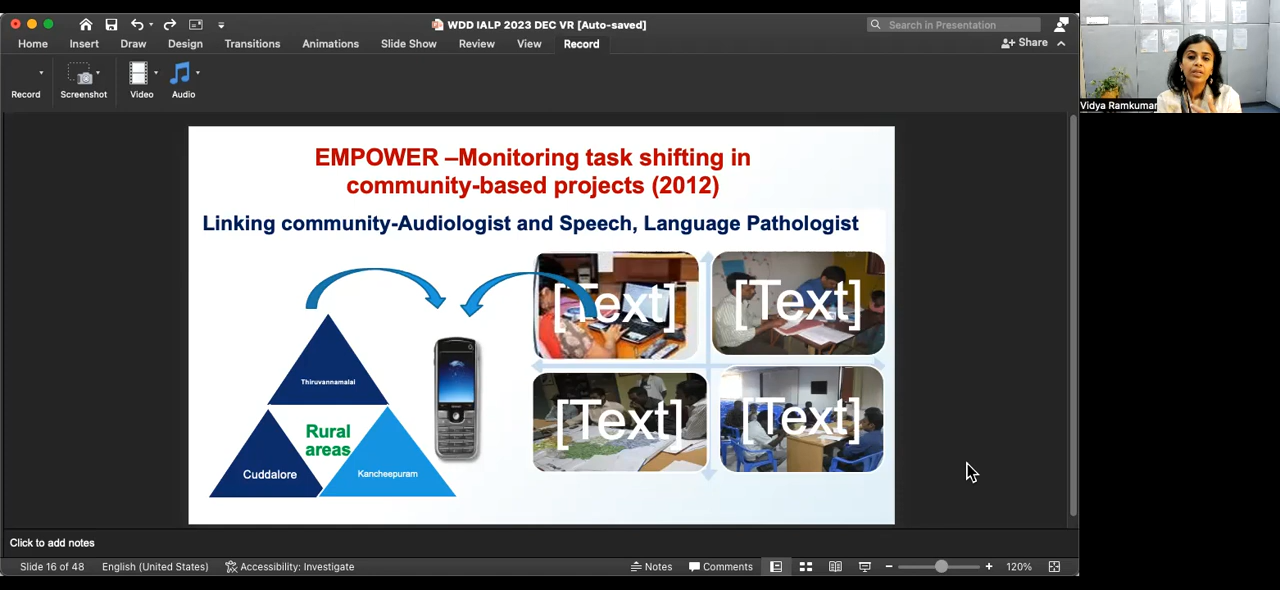 WDD IALP 2023 DEC VR [Auto-saved]
Search in Presentation
Home Insert Draw Design Transitions Animations Slide Show Review View Record
Share
Record Screenshot Video Audio
Vidya Ramkumar
EMPOWER –Monitoring task shifting in
community-based projects (2012)
Linking community-Audiologist and Speech, Language Pathologist
[Text] [Text]
[Text] [Text]
Thiruvannamalai
Rural
areas
Cuddalore
Kancheepuram
Click to add notes
Slide 16 of 48 English (United States) Accessibility: Investigate Notes Comments 120%